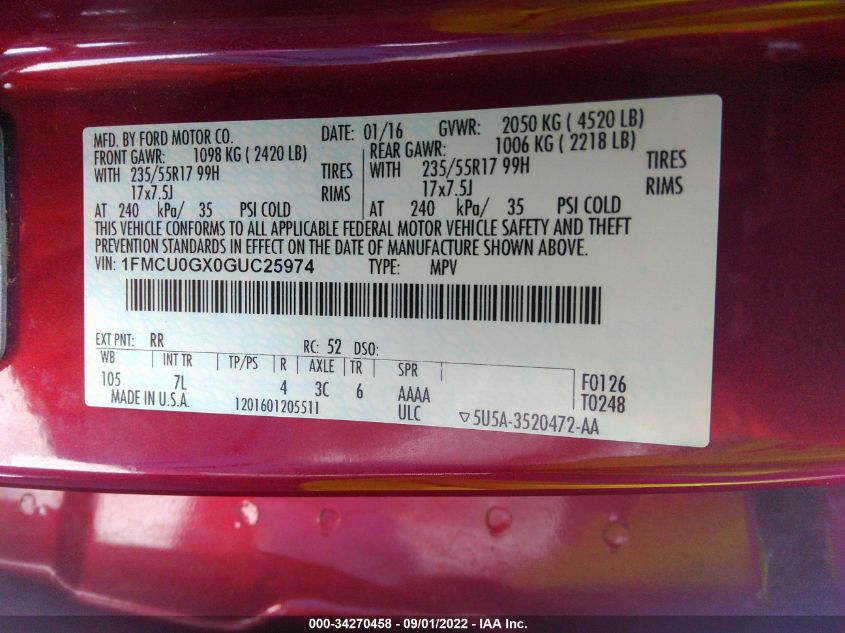 MFD. BY FORD MOTOR CO. DATE: 01/16 GVWR: 2050 KG ( 4520 LB)
FRONT GAWR: 1098 KG ( 2420 LB) REAR GAWR: 1006 KG ( 2218 LB)
WITH 235/55R17 99H TIRES WITH 235/55R17 99H TIRES
17x7.5J RIMS 17x7.5J RIMS
AT 240 kPa/ 35 PSI COLD AT 240 kPa/ 35 PSI COLD
THIS VEHICLE CONFORMS TO ALL APPLICABLE FEDERAL MOTOR VEHICLE SAFETY AND THEFT
PREVENTION STANDARDS IN EFFECT ON THE DATE OF MANUFACTURE SHOWN ABOVE.
VIN: 1FMCU0GX0GUC25974 TYPE: MPV
EXT PNT: RR RC: 52 DSO:
WB INT TR TP/PS R AXLE TR SPR
105 7L 4 3C 6 AAAA F0126
MADE IN U.S.A. 1201601205511 ULC T0248
▽5U5A-3520472-AA
000-34270458 - 09/01/2022 - IAA Inc.